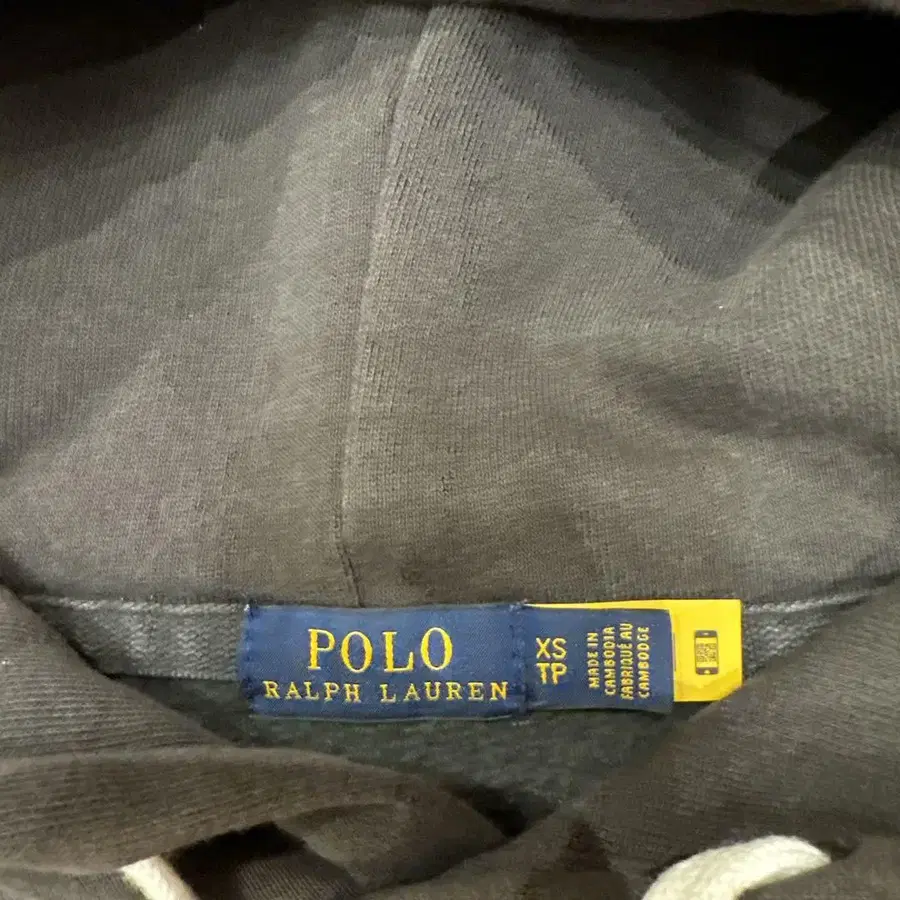 POLO
RALPH LAUREN
XS
TP
MADE IN
CAMBODIA
FABRIQUÉ AU
CAMBODGE